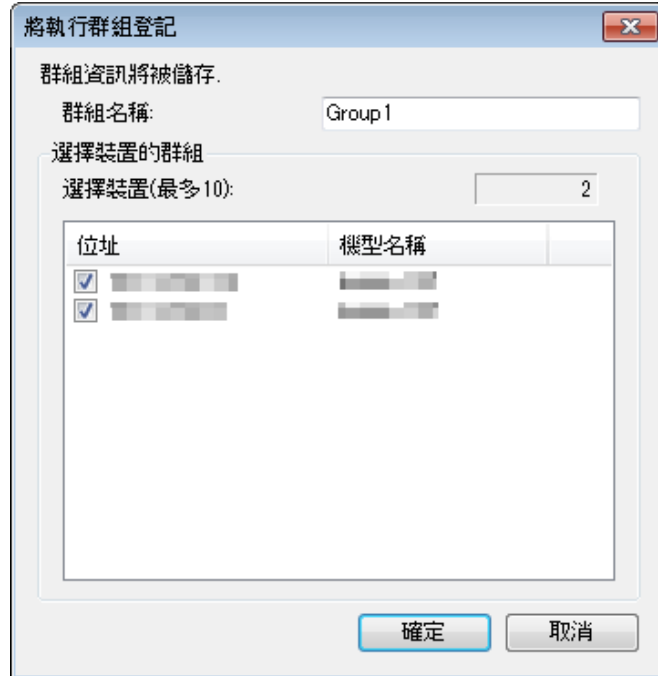 將執行群組登記
群組資訊將被儲存.
群組名稱: Group1
選擇裝置的群組
選擇裝置(最多10): 2
位址 機型名稱
確定 取消